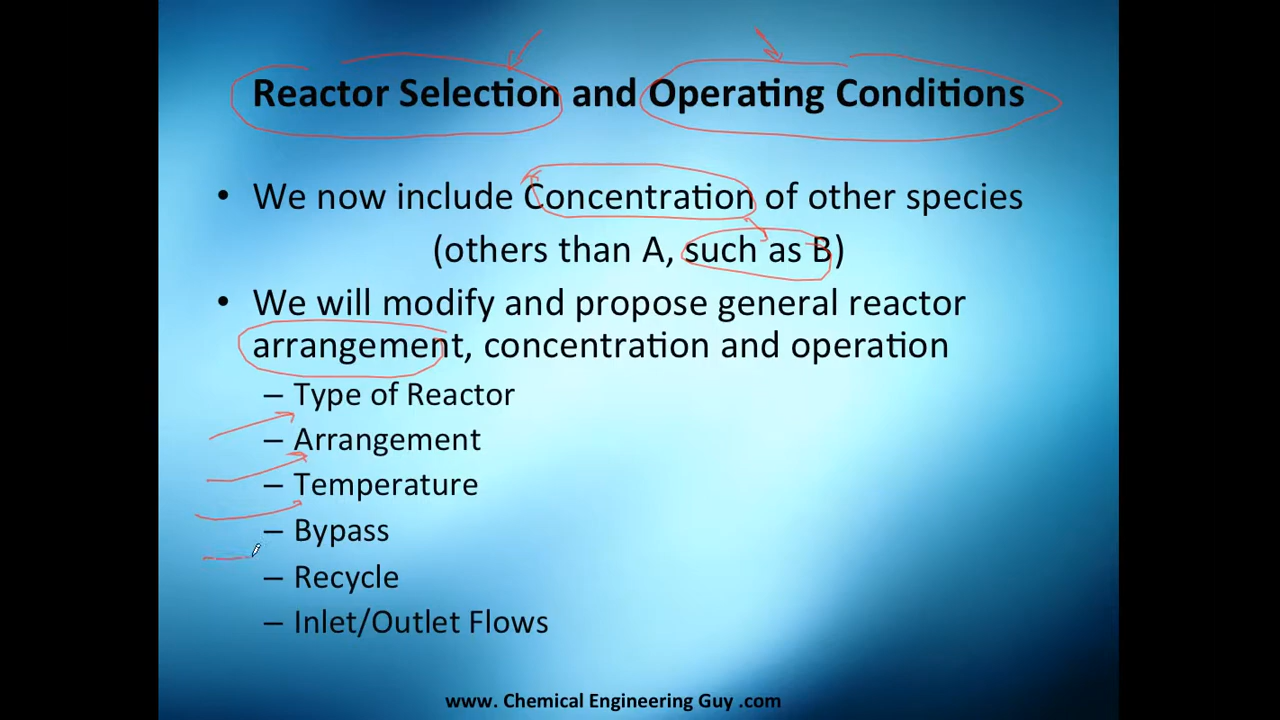 Reactor Selection and Operating Conditions
• We now include Concentration of other species
(others than A, such as B)
• We will modify and propose general reactor
arrangement, concentration and operation
– Type of Reactor
– Arrangement
– Temperature
– Bypass
– Recycle
– Inlet/Outlet Flows
www. Chemical Engineering Guy .com